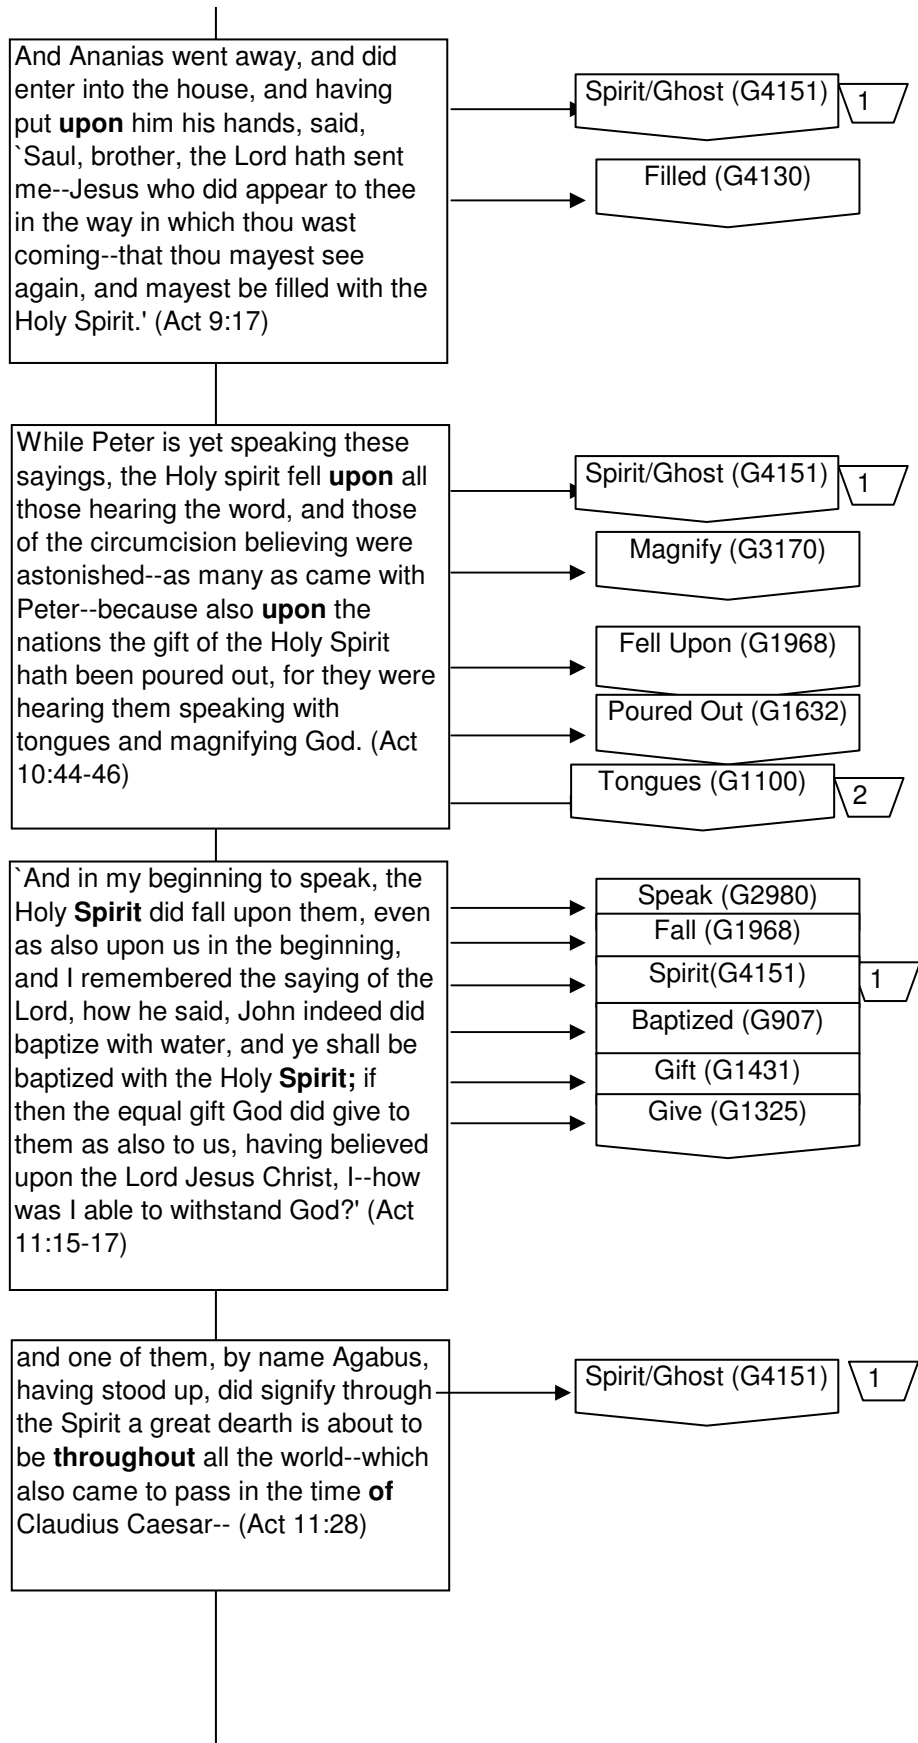 And Ananias went away, and did
enter into the house, and having
put upon him his hands, said,
`Saul, brother, the Lord hath sent
me--Jesus who did appear to thee
in the way in which thou wast
coming--that thou mayest see
again, and mayest be filled with the
Holy Spirit.' (Act 9:17)
Spirit/Ghost (G4151)
1
Filled (G4130)
While Peter is yet speaking these
sayings, the Holy spirit fell upon all
those hearing the word, and those
of the circumcision believing were
astonished--as many as came with
Peter--because also upon the
nations the gift of the Holy Spirit
hath been poured out, for they were
hearing them speaking with
tongues and magnifying God. (Act
10:44-46)
Spirit/Ghost (G4151)
1
Magnify (G3170)
Fell Upon (G1968)
Poured Out (G1632)
Tongues (G1100)
2
`And in my beginning to speak, the
Holy Spirit did fall upon them, even
as also upon us in the beginning,
and I remembered the saying of the
Lord, how he said, John indeed did
baptize with water, and ye shall be
baptized with the Holy Spirit; if
then the equal gift God did give to
them as also to us, having believed
upon the Lord Jesus Christ, I--how
was I able to withstand God?' (Act
11:15-17)
Speak (G2980)
Fall (G1968)
Spirit(G4151)
1
Baptized (G907)
Gift (G1431)
Give (G1325)
and one of them, by name Agabus,
having stood up, did signify through
the Spirit a great dearth is about to
be throughout all the world--which
also came to pass in the time of
Claudius Caesar-- (Act 11:28)
Spirit/Ghost (G4151)
1